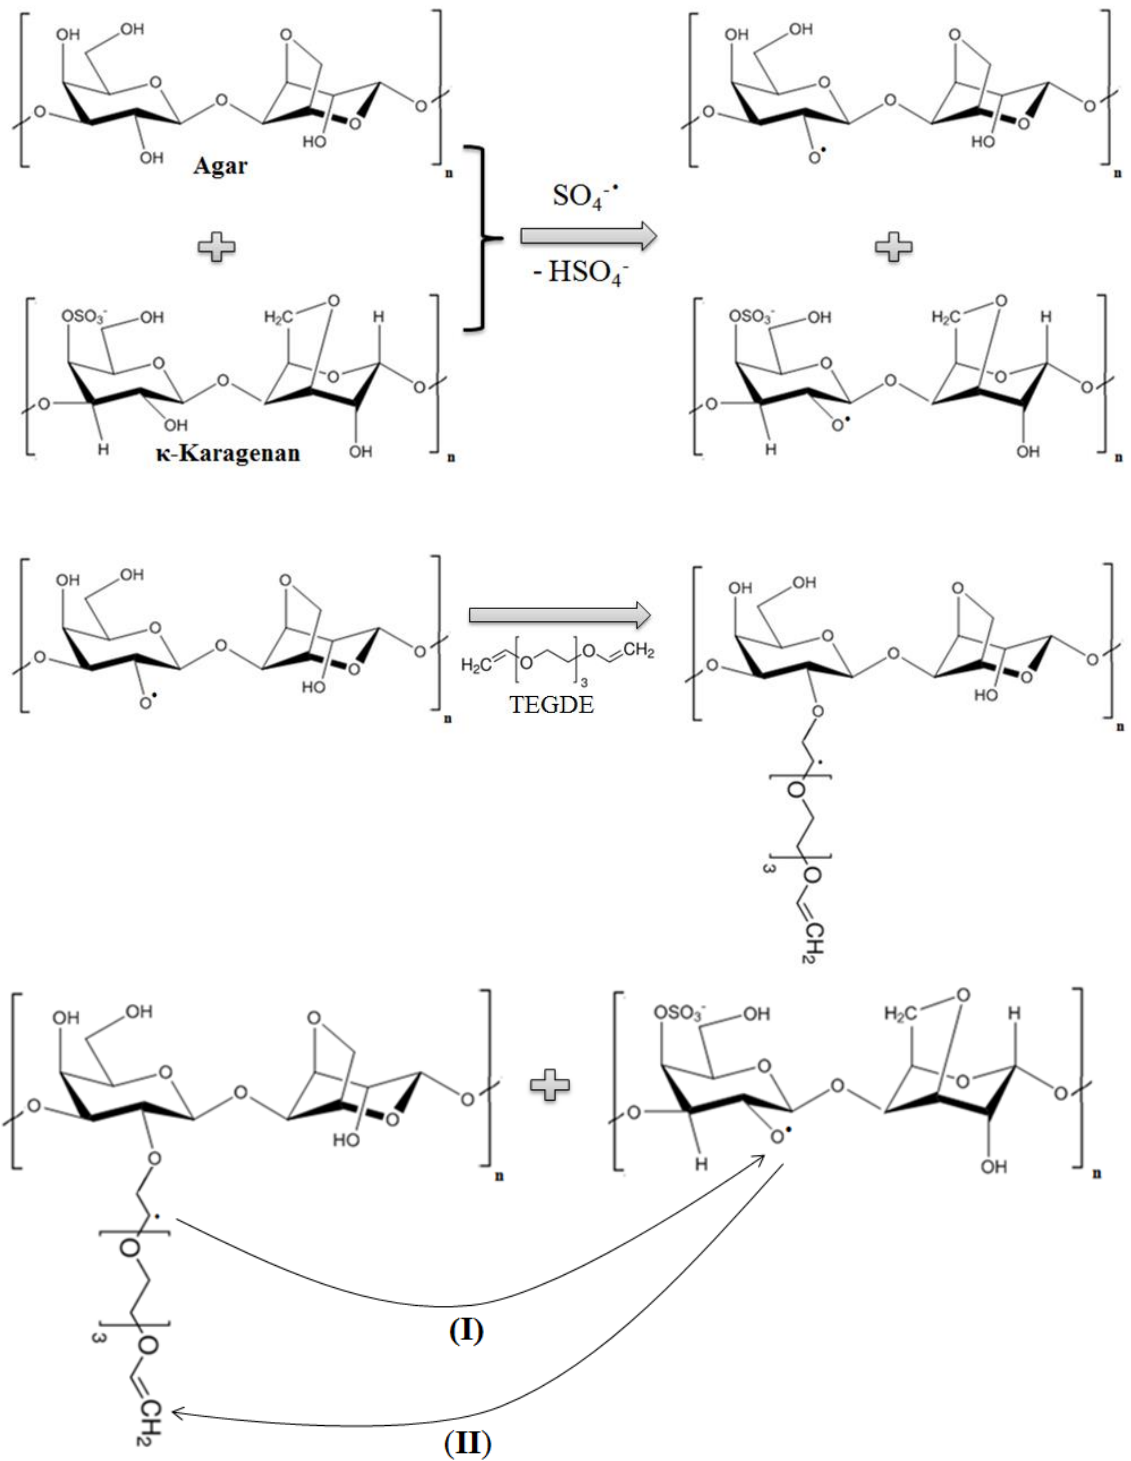 OH OH O O O O O OH HO
Agar n
SO₄⁻•
- HSO₄⁻
OH OH O O O O O O• HO n
OSO₃⁻ OH O O O H₂C O O H O OH H OH
κ-Karagenan n
OSO₃⁻ OH O O O H₂C O O H O O• H OH n
OH OH O O O O O O O• HO n
H₂C O O CH₂ 3
TEGDE
OH OH O O O O O O HO n
O
•
O
3 O
CH₂
OH OH O O O O O O HO n
O
•
O
3 O
CH₂
OSO₃⁻ OH O O O H₂C O O H O O• H OH n
(I)
(II)